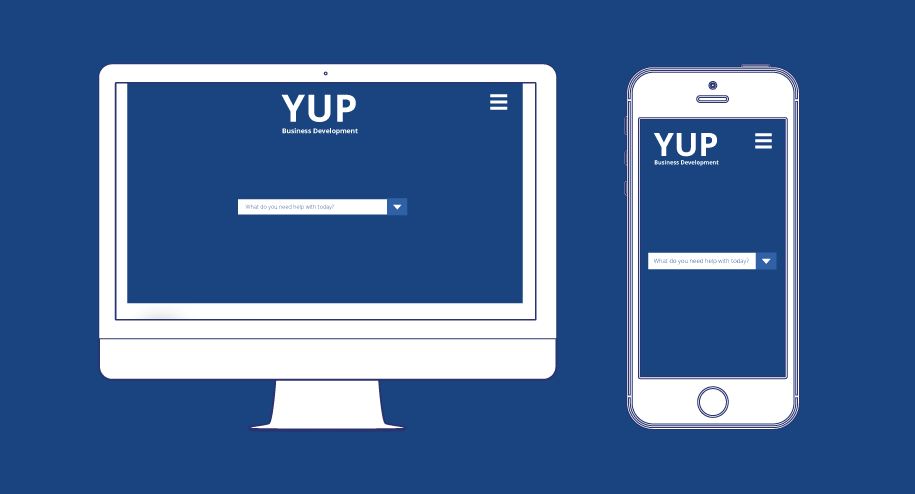 YUP
Business Development
What do you need help with today?
YUP
Business Development
What do you need help with today?